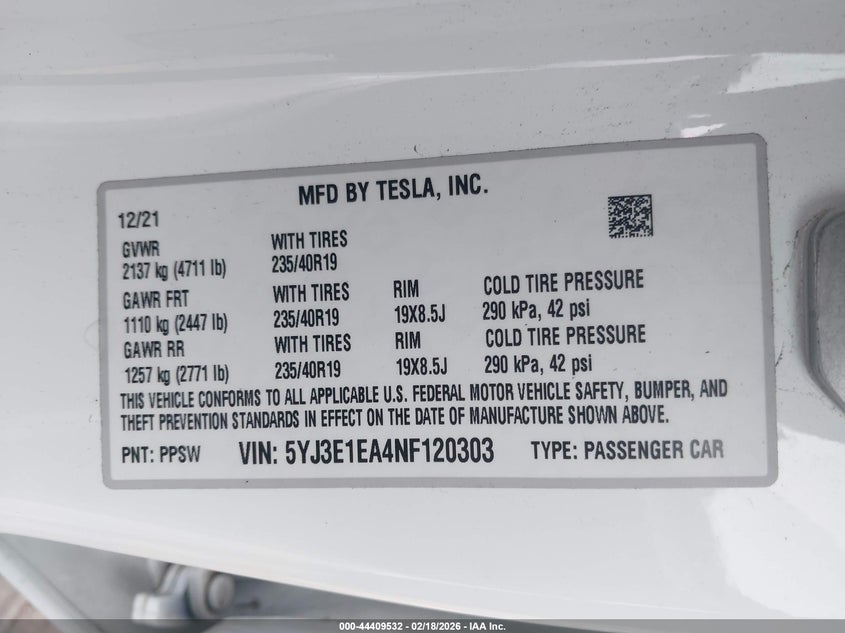 MFD BY TESLA, INC.
12/21
GVWR WITH TIRES
2137 kg (4711 lb) 235/40R19
GAWR FRT WITH TIRES RIM COLD TIRE PRESSURE
1110 kg (2447 lb) 235/40R19 19X8.5J 290 kPa, 42 psi
GAWR RR WITH TIRES RIM COLD TIRE PRESSURE
1257 kg (2771 lb) 235/40R19 19X8.5J 290 kPa, 42 psi
THIS VEHICLE CONFORMS TO ALL APPLICABLE U.S. FEDERAL MOTOR VEHICLE SAFETY, BUMPER, AND
THEFT PREVENTION STANDARDS IN EFFECT ON THE DATE OF MANUFACTURE SHOWN ABOVE.
PNT: PPSW VIN: 5YJ3E1EA4NF120303 TYPE: PASSENGER CAR
000-44409532 - 02/18/2026 - IAA Inc.